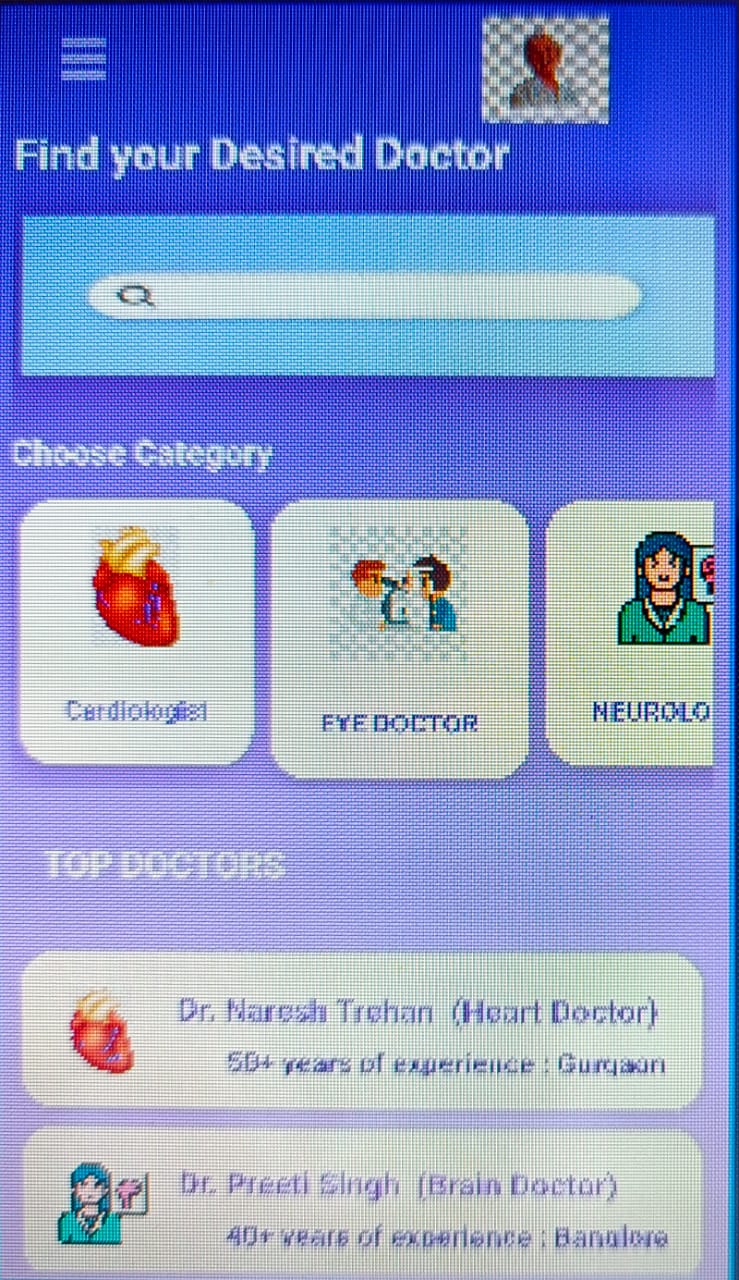 Find your Desired Doctor
Choose Category
Cardiologist
EYE DOCTOR
NEUROLO
TOP DOCTORS
Dr. Naresh Trehan (Heart Doctor)
50+ years of experience : Gurgaon
Dr. Preeti Singh (Brain Doctor)
40+ years of experience : Banglore